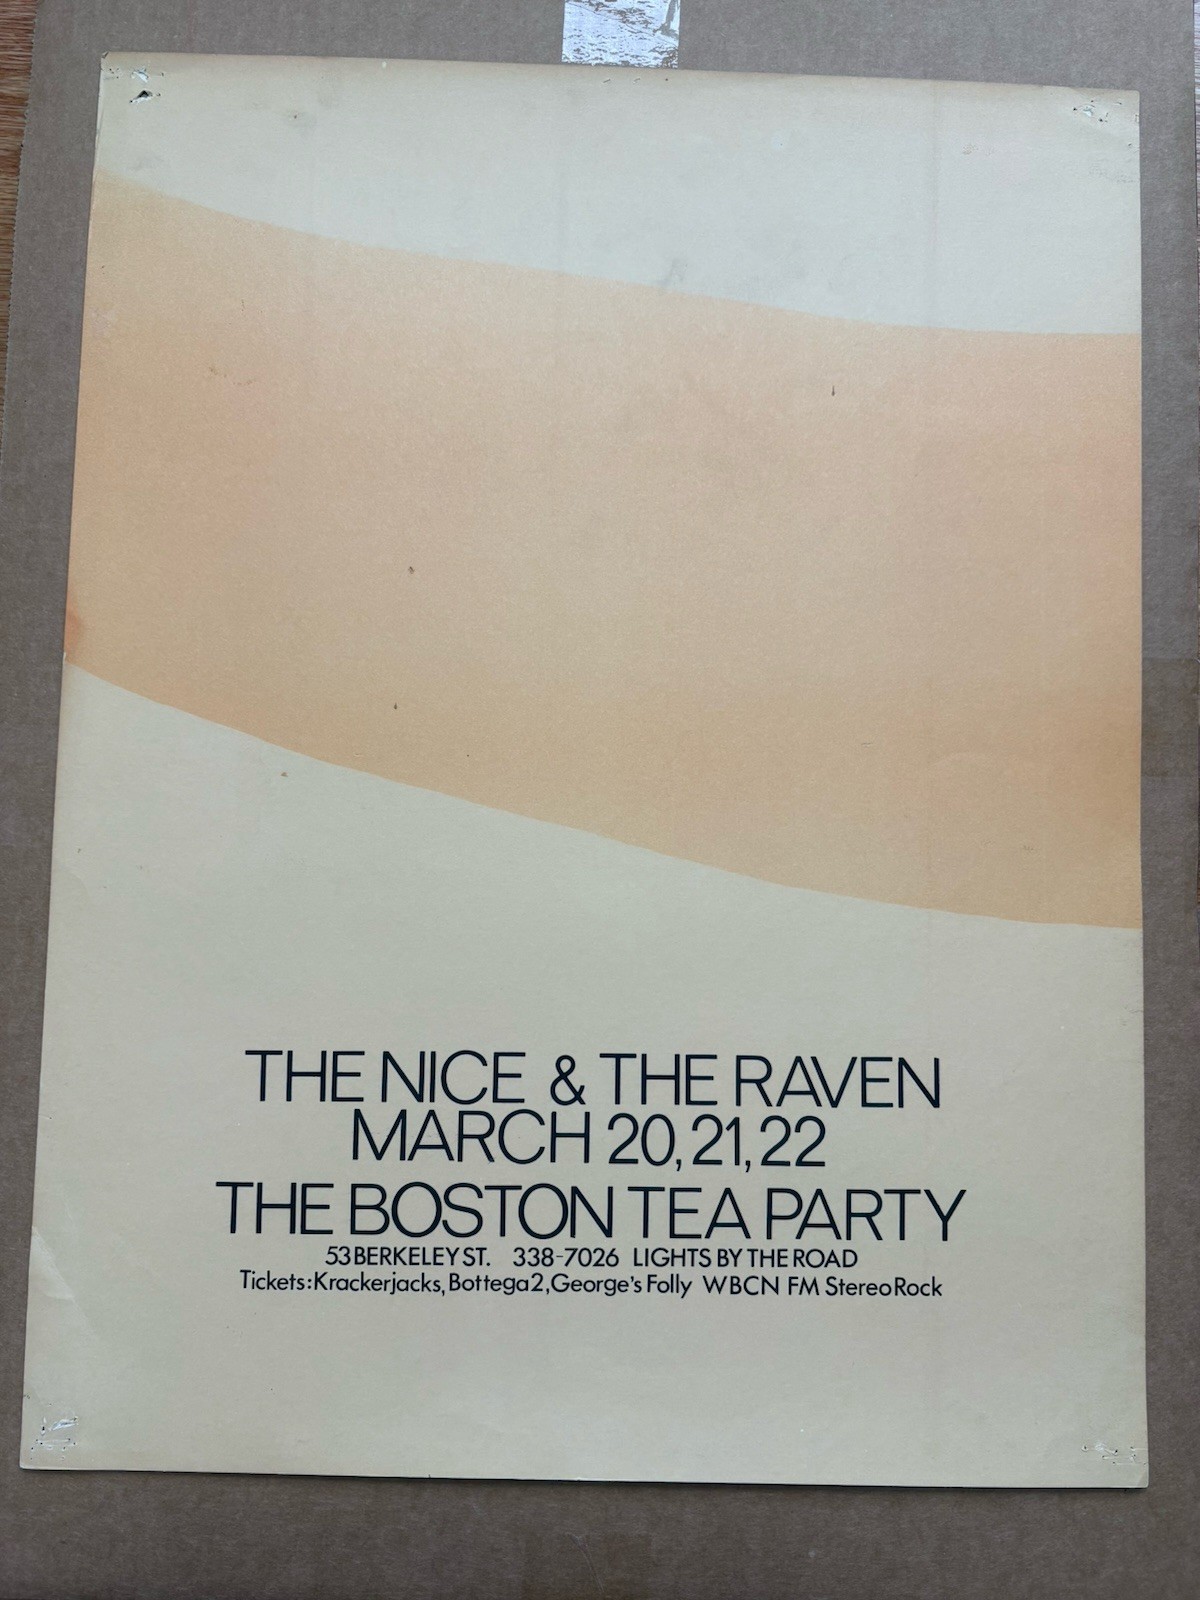 THE NICE & THE RAVEN
MARCH 20, 21, 22
THE BOSTON TEA PARTY
53 BERKELEY ST. 338-7026 LIGHTS BY THE ROAD
Tickets: Krackerjacks, Bottega 2, George's Folly WBCN FM Stereo Rock